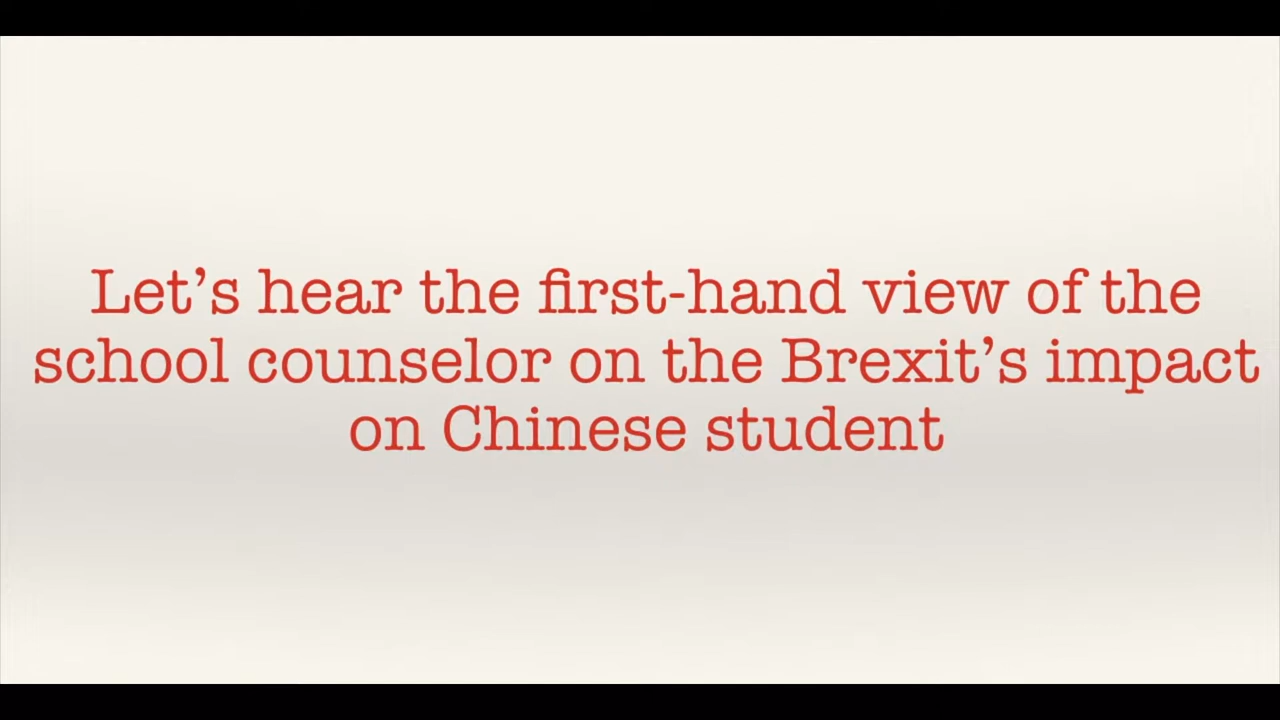 Let’s hear the first-hand view of the
school counselor on the Brexit’s impact
on Chinese student